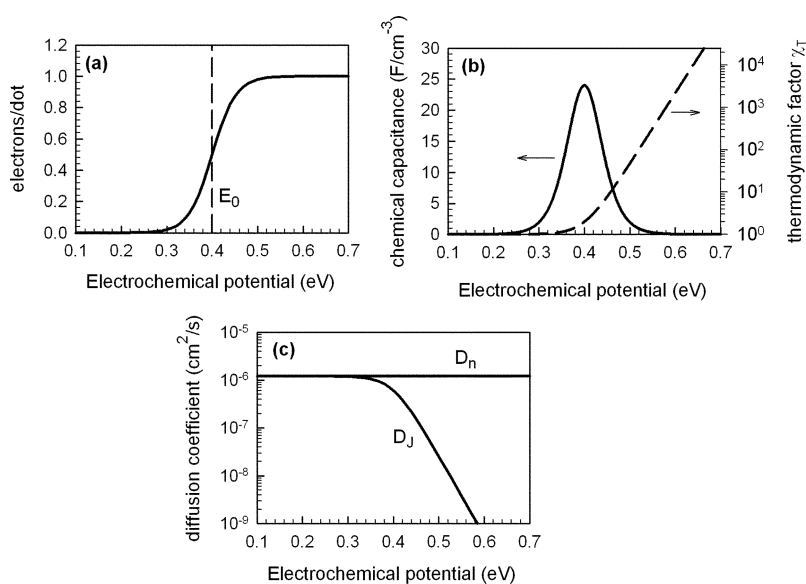 (a)
electrons/dot
1.2
1.0
0.8
0.6
0.4
0.2
0.0
E0
0.1 0.2 0.3 0.4 0.5 0.6 0.7
Electrochemical potential (eV)
(b)
chemical capacitance (F/cm-3)
30
25
20
15
10
5
0
10^4
10^3
10^2
10^1
10^0
thermodynamic factor χT
0.1 0.2 0.3 0.4 0.5 0.6 0.7
Electrochemical potential (eV)
(c)
diffusion coefficient (cm2/s)
10-5
10-6
10-7
10-8
10-9
Dn
DJ
0.1 0.2 0.3 0.4 0.5 0.6 0.7
Electrochemical potential (eV)